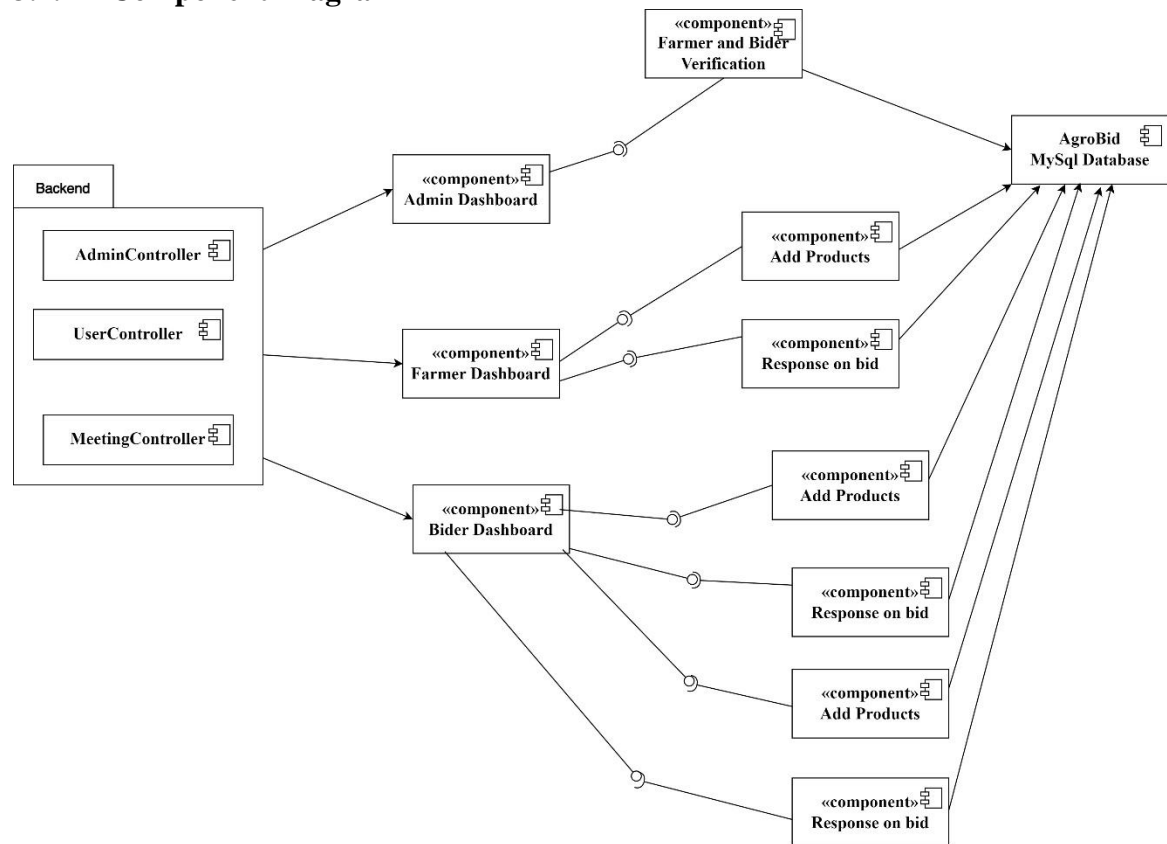 «component»
Farmer and Bider
Verification
AgroBid
MySql Database
Backend
«component»
Admin Dashboard
AdminController
«component»
Add Products
UserController
«component»
Farmer Dashboard
«component»
Response on bid
MeetingController
«component»
Add Products
«component»
Bider Dashboard
«component»
Response on bid
«component»
Add Products
«component»
Response on bid